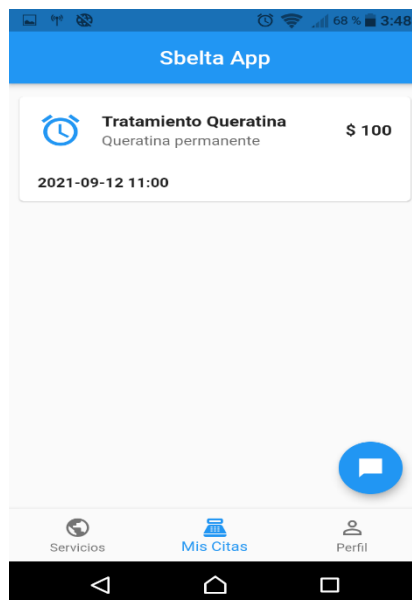 68 % 3:48
Sbelta App
Tratamiento Queratina
Queratina permanente
$ 100
2021-09-12 11:00
Servicios
Mis Citas
Perfil